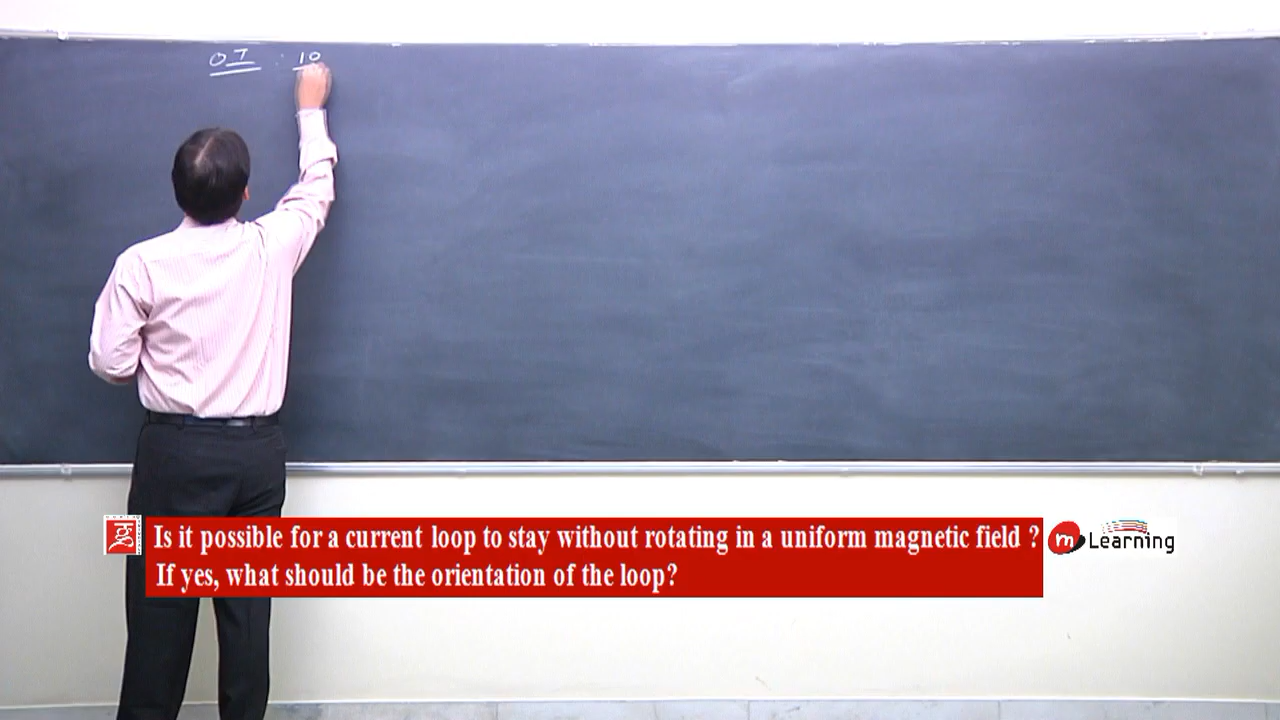 OT : 10
Is it possible for a current loop to stay without rotating in a uniform magnetic field ?
If yes, what should be the orientation of the loop?
m Learning